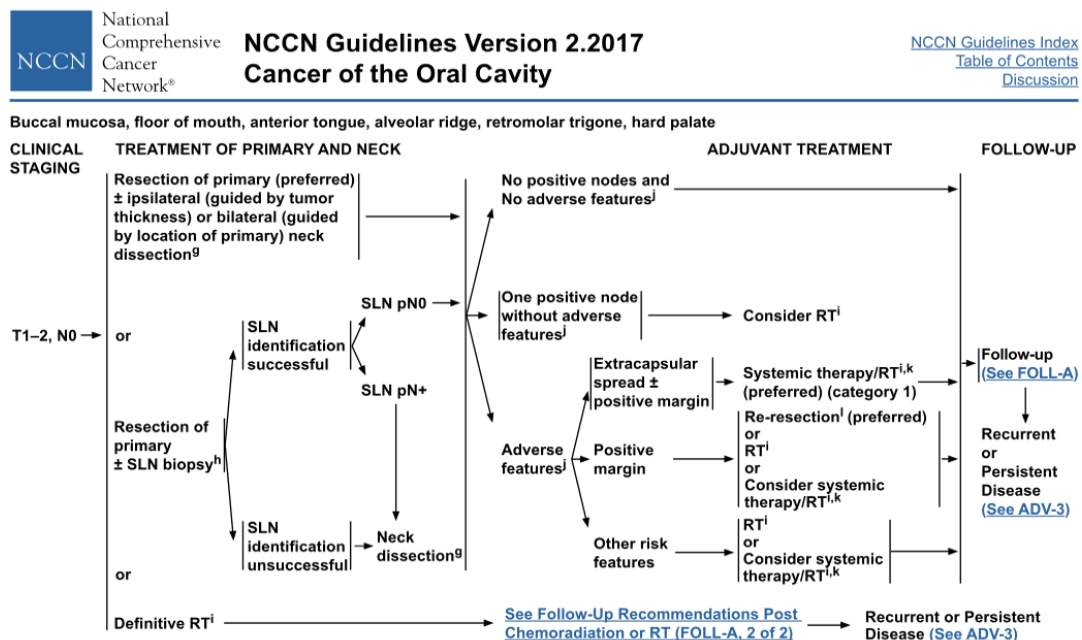 NCCN
National
Comprehensive
Cancer
Network®
NCCN Guidelines Version 2.2017
Cancer of the Oral Cavity
NCCN Guidelines Index
Table of Contents
Discussion
Buccal mucosa, floor of mouth, anterior tongue, alveolar ridge, retromolar trigone, hard palate
CLINICAL
STAGING
TREATMENT OF PRIMARY AND NECK
ADJUVANT TREATMENT
FOLLOW-UP
T1–2, N0
Resection of primary (preferred)
± ipsilateral (guided by tumor
thickness) or bilateral (guided
by location of primary) neck
dissectiong
or
Resection of
primary
± SLN biopsyh
SLN
identification
successful
SLN pN0
SLN pN+
SLN
identification
unsuccessful
Neck
dissectiong
or
Definitive RTi
No positive nodes and
No adverse featuresj
One positive node
without adverse
featuresj
Consider RTi
Adverse
featuresj
Extracapsular
spread ±
positive margin
Systemic therapy/RTi,k
(preferred) (category 1)
Positive
margin
Re-resectionl (preferred)
or
RTi
or
Consider systemic
therapy/RTi,k
Other risk
features
RTi
or
Consider systemic
therapy/RTi,k
Follow-up
(See FOLL-A)
Recurrent
or
Persistent
Disease
(See ADV-3)
See Follow-Up Recommendations Post
Chemoradiation or RT (FOLL-A, 2 of 2)
Recurrent or Persistent
Disease (See ADV-3)